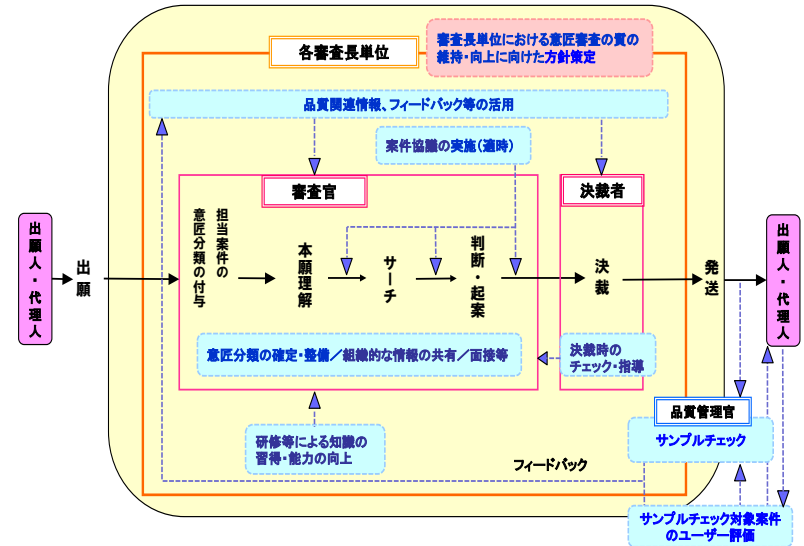 各審査長単位
審査長単位における意匠審査の質の
維持・向上に向けた方針策定
品質関連情報、フィードバック等の活用
案件協議の実施(適時)
審査官
決裁者
出願人・代理人
出願
担当案件の
意匠分類の付与
本願理解
サーチ
判断・起案
決裁
発送
出願人・代理人
意匠分類の確定・整備/組織的な情報の共有/面接等
決裁時の
チェック・指導
品質管理官
サンプルチェック
研修等による知識の
習得・能力の向上
フィードバック
サンプルチェック対象案件
のユーザー評価